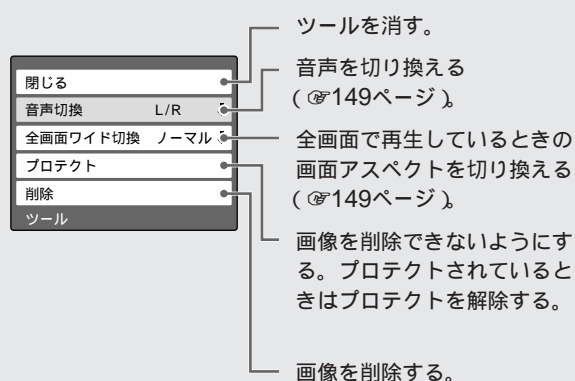 ツールを消す。
閉じる
音声切換 L/R
全画面ワイド切換 ノーマル
プロテクト
削除
ツール
音声を切り換える
(☞149ページ)。
全画面で再生しているときの
画面アスペクトを切り換える
(☞149ページ)。
画像を削除できないようにす
る。プロテクトされていると
きはプロテクトを解除する。
画像を削除する。